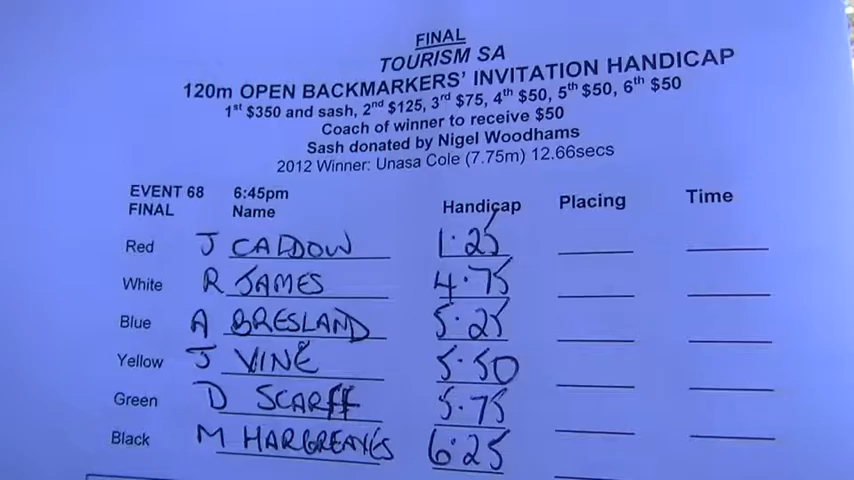 FINAL
TOURISM SA
120m OPEN BACKMARKERS' INVITATION HANDICAP
1st $350 and sash, 2nd $125, 3rd $75, 4th $50, 5th $50, 6th $50
Coach of winner to receive $50
Sash donated by Nigel Woodhams
2012 Winner: Unasa Cole (7.75m) 12.66secs
EVENT 68 6:45pm
FINAL Name Handicap Placing Time
Red J CALDOW 1.25
White R JAMES 4.75
Blue A BRESLAND 5.25
Yellow J VINE 5.50
Green D SCARFF 5.75
Black M HARGREAVES 6.25